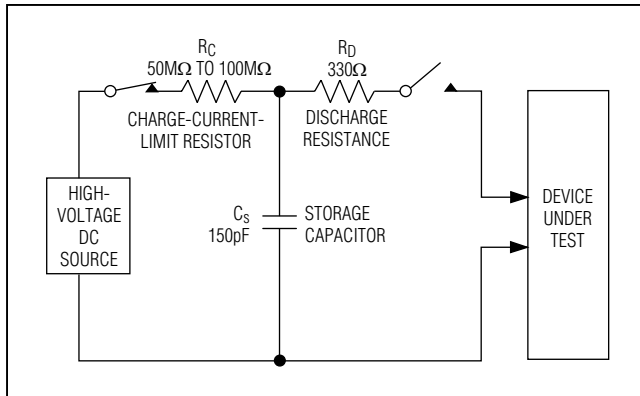 R_C
50MΩ TO 100MΩ
CHARGE-CURRENT-
LIMIT RESISTOR
R_D
330Ω
DISCHARGE
RESISTANCE
HIGH-
VOLTAGE
DC
SOURCE
C_S
150pF
STORAGE
CAPACITOR
DEVICE
UNDER
TEST